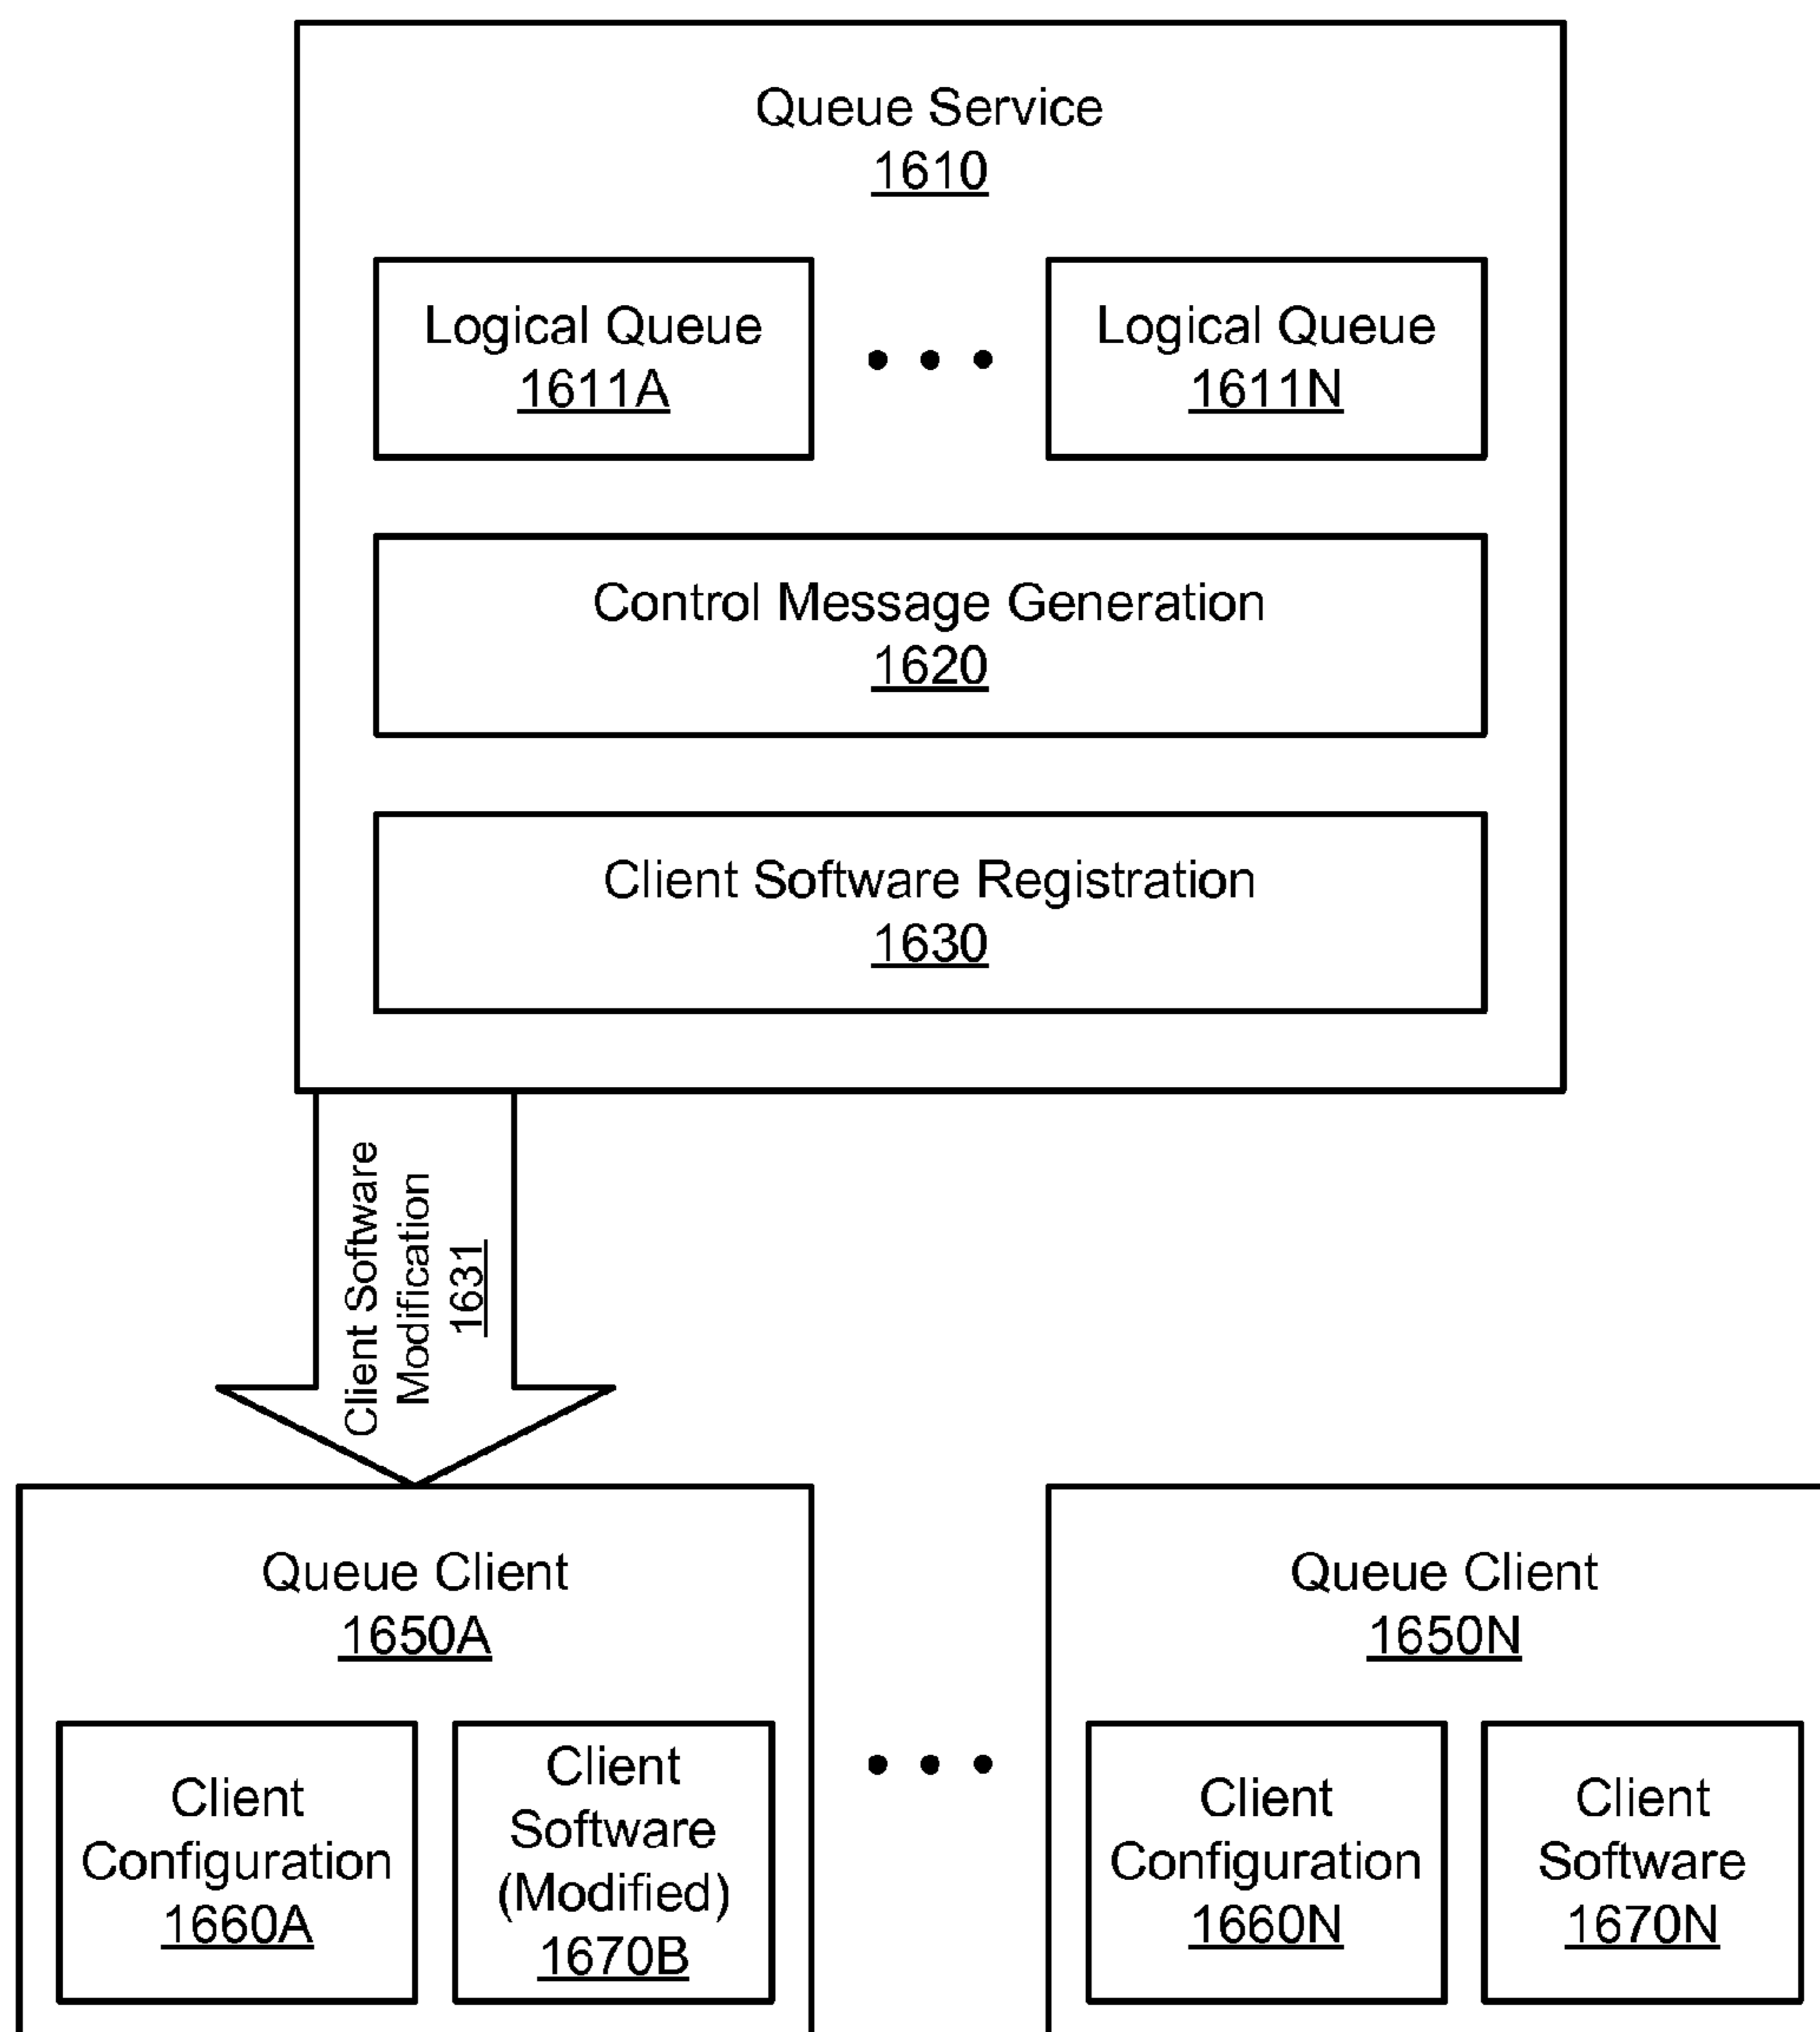 Queue Service
1610
Logical Queue
1611A
Logical Queue
1611N
Control Message Generation
1620
Client Software Registration
1630
Client Software
Modification
1631
Queue Client
1650A
Client
Configuration
1660A
Client
Software
(Modified)
1670B
Queue Client
1650N
Client
Configuration
1660N
Client
Software
1670N